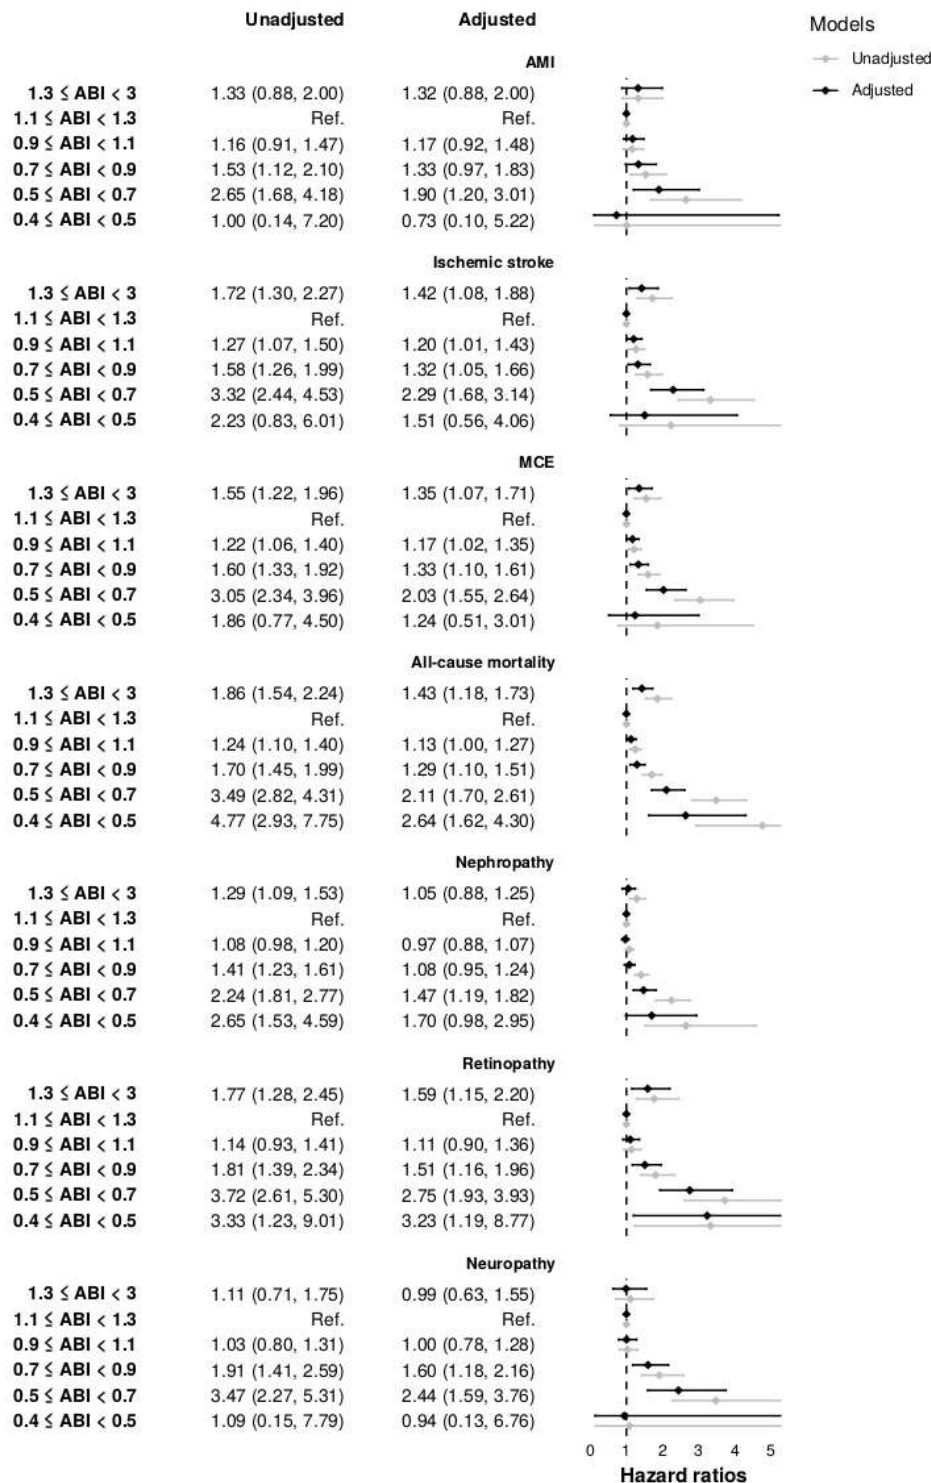 Unadjusted Adjusted
Models
Unadjusted
Adjusted
AMI
1.3 ≤ ABI < 3 1.33 (0.88, 2.00) 1.32 (0.88, 2.00)
1.1 ≤ ABI < 1.3 Ref. Ref.
0.9 ≤ ABI < 1.1 1.16 (0.91, 1.47) 1.17 (0.92, 1.48)
0.7 ≤ ABI < 0.9 1.53 (1.12, 2.10) 1.33 (0.97, 1.83)
0.5 ≤ ABI < 0.7 2.65 (1.68, 4.18) 1.90 (1.20, 3.01)
0.4 ≤ ABI < 0.5 1.00 (0.14, 7.20) 0.73 (0.10, 5.22)
Ischemic stroke
1.3 ≤ ABI < 3 1.72 (1.30, 2.27) 1.42 (1.08, 1.88)
1.1 ≤ ABI < 1.3 Ref. Ref.
0.9 ≤ ABI < 1.1 1.27 (1.07, 1.50) 1.20 (1.01, 1.43)
0.7 ≤ ABI < 0.9 1.58 (1.26, 1.99) 1.32 (1.05, 1.66)
0.5 ≤ ABI < 0.7 3.32 (2.44, 4.53) 2.29 (1.68, 3.14)
0.4 ≤ ABI < 0.5 2.23 (0.83, 6.01) 1.51 (0.56, 4.06)
MCE
1.3 ≤ ABI < 3 1.55 (1.22, 1.96) 1.35 (1.07, 1.71)
1.1 ≤ ABI < 1.3 Ref. Ref.
0.9 ≤ ABI < 1.1 1.22 (1.06, 1.40) 1.17 (1.02, 1.35)
0.7 ≤ ABI < 0.9 1.60 (1.33, 1.92) 1.33 (1.10, 1.61)
0.5 ≤ ABI < 0.7 3.05 (2.34, 3.96) 2.03 (1.55, 2.64)
0.4 ≤ ABI < 0.5 1.86 (0.77, 4.50) 1.24 (0.51, 3.01)
All-cause mortality
1.3 ≤ ABI < 3 1.86 (1.54, 2.24) 1.43 (1.18, 1.73)
1.1 ≤ ABI < 1.3 Ref. Ref.
0.9 ≤ ABI < 1.1 1.24 (1.10, 1.40) 1.13 (1.00, 1.27)
0.7 ≤ ABI < 0.9 1.70 (1.45, 1.99) 1.29 (1.10, 1.51)
0.5 ≤ ABI < 0.7 3.49 (2.82, 4.31) 2.11 (1.70, 2.61)
0.4 ≤ ABI < 0.5 4.77 (2.93, 7.75) 2.64 (1.62, 4.30)
Nephropathy
1.3 ≤ ABI < 3 1.29 (1.09, 1.53) 1.05 (0.88, 1.25)
1.1 ≤ ABI < 1.3 Ref. Ref.
0.9 ≤ ABI < 1.1 1.08 (0.98, 1.20) 0.97 (0.88, 1.07)
0.7 ≤ ABI < 0.9 1.41 (1.23, 1.61) 1.08 (0.95, 1.24)
0.5 ≤ ABI < 0.7 2.24 (1.81, 2.77) 1.47 (1.19, 1.82)
0.4 ≤ ABI < 0.5 2.65 (1.53, 4.59) 1.70 (0.98, 2.95)
Retinopathy
1.3 ≤ ABI < 3 1.77 (1.28, 2.45) 1.59 (1.15, 2.20)
1.1 ≤ ABI < 1.3 Ref. Ref.
0.9 ≤ ABI < 1.1 1.14 (0.93, 1.41) 1.11 (0.90, 1.36)
0.7 ≤ ABI < 0.9 1.81 (1.39, 2.34) 1.51 (1.16, 1.96)
0.5 ≤ ABI < 0.7 3.72 (2.61, 5.30) 2.75 (1.93, 3.93)
0.4 ≤ ABI < 0.5 3.33 (1.23, 9.01) 3.23 (1.19, 8.77)
Neuropathy
1.3 ≤ ABI < 3 1.11 (0.71, 1.75) 0.99 (0.63, 1.55)
1.1 ≤ ABI < 1.3 Ref. Ref.
0.9 ≤ ABI < 1.1 1.03 (0.80, 1.31) 1.00 (0.78, 1.28)
0.7 ≤ ABI < 0.9 1.91 (1.41, 2.59) 1.60 (1.18, 2.16)
0.5 ≤ ABI < 0.7 3.47 (2.27, 5.31) 2.44 (1.59, 3.76)
0.4 ≤ ABI < 0.5 1.09 (0.15, 7.79) 0.94 (0.13, 6.76)
0 1 2 3 4 5
Hazard ratios